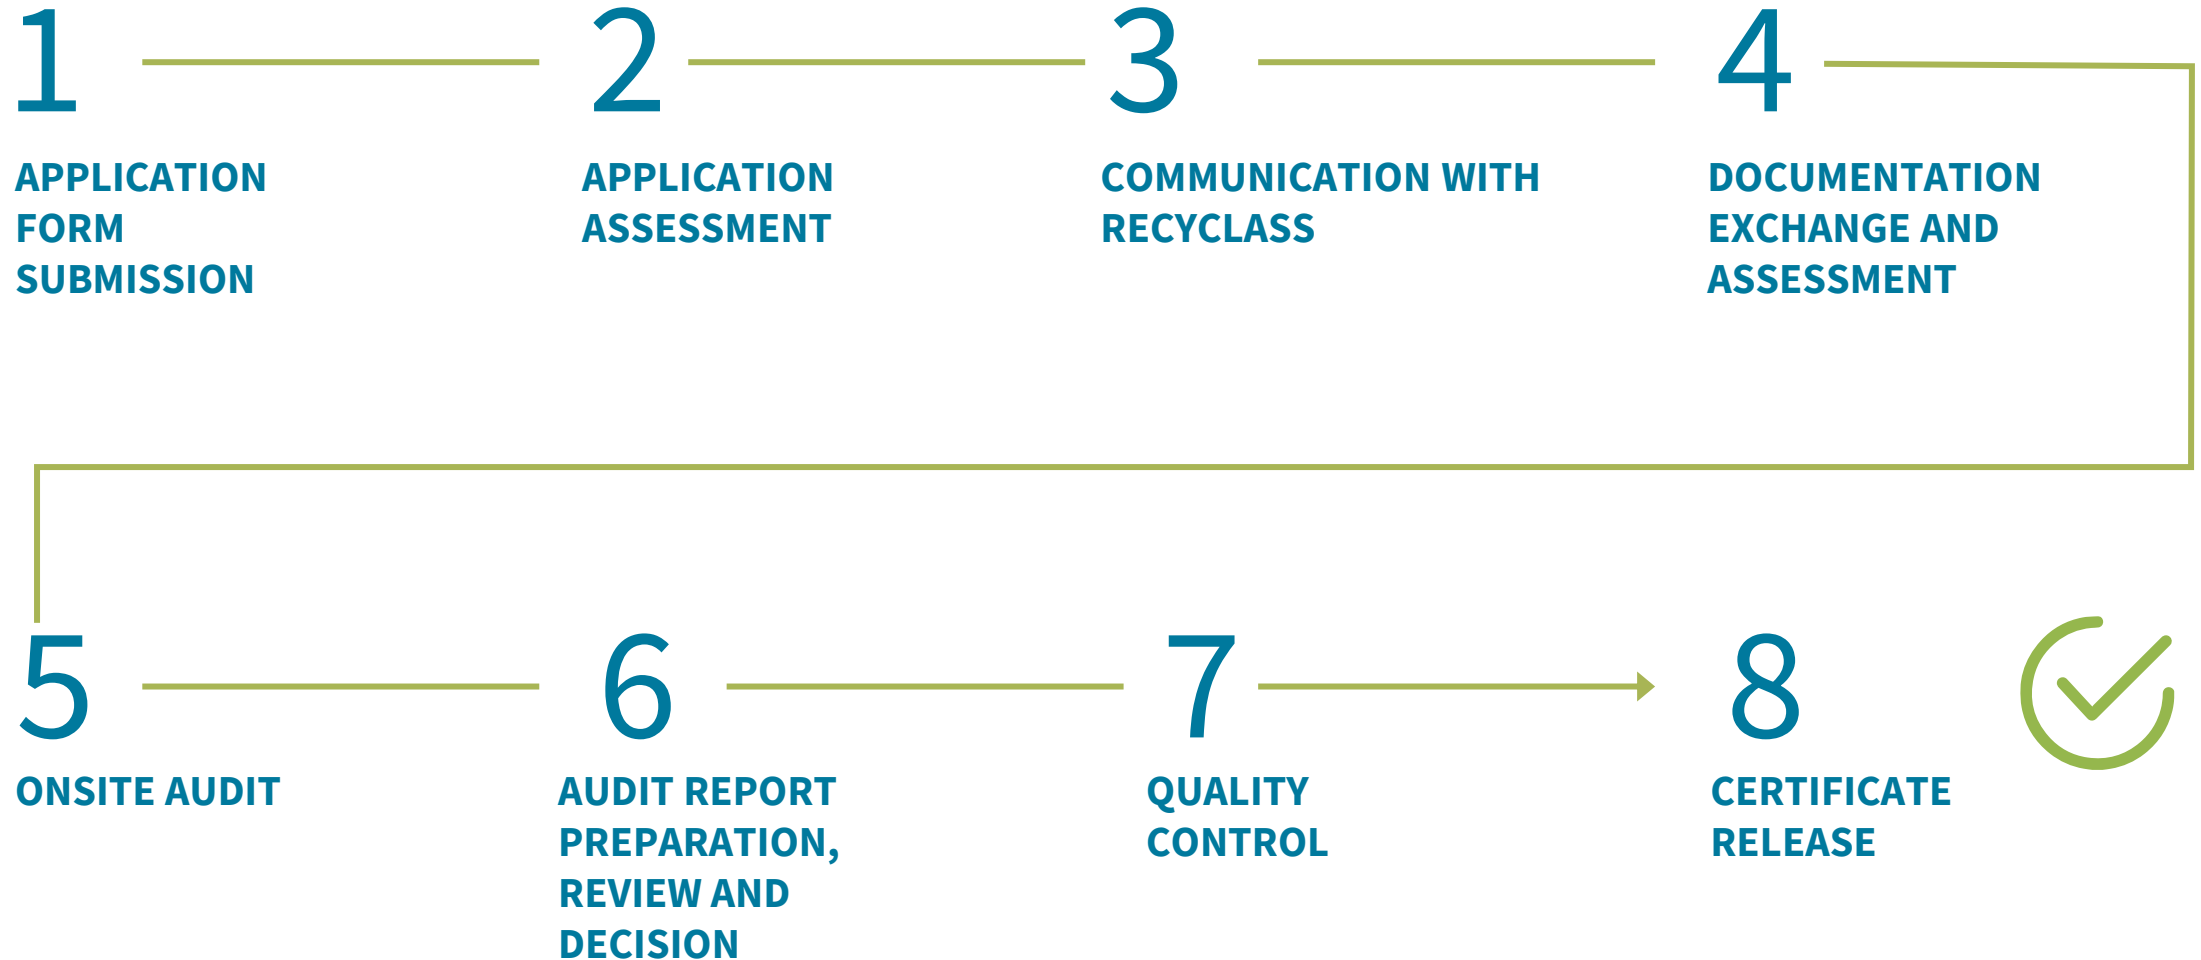 1
APPLICATION
FORM
SUBMISSION
2
APPLICATION
ASSESSMENT
3
COMMUNICATION WITH
RECYCLASS
4
DOCUMENTATION
EXCHANGE AND
ASSESSMENT
5
ONSITE AUDIT
6
AUDIT REPORT
PREPARATION,
REVIEW AND
DECISION
7
QUALITY
CONTROL
8
CERTIFICATE
RELEASE